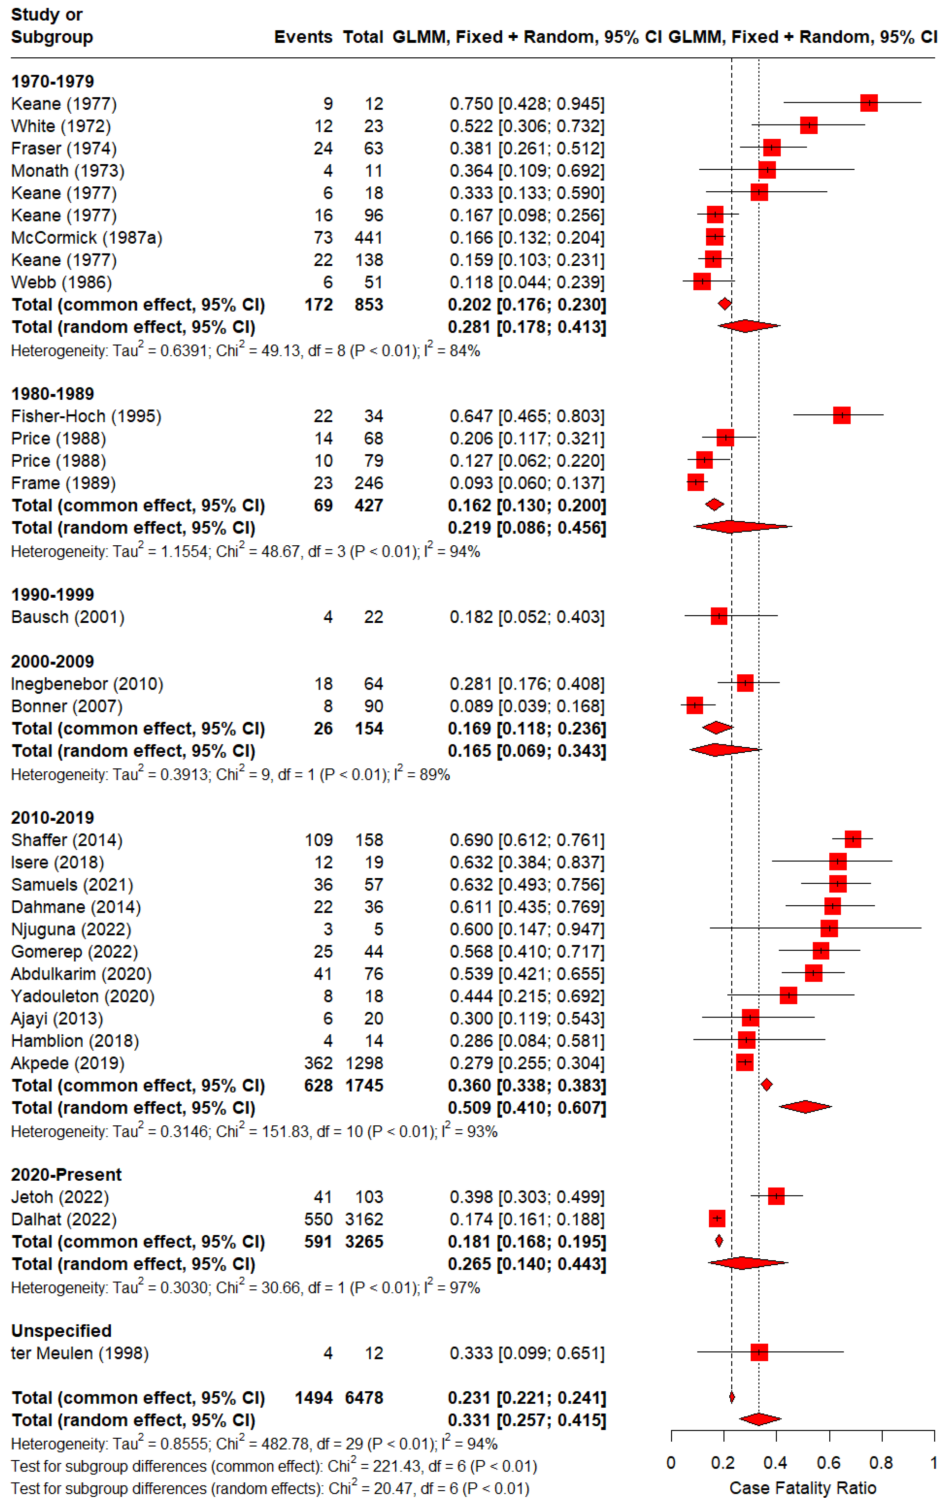 Study or
Subgroup Events Total GLMM, Fixed + Random, 95% CI GLMM, Fixed + Random, 95% CI
1970-1979
Keane (1977) 9 12 0.750 [0.428; 0.945]
White (1972) 12 23 0.522 [0.306; 0.732]
Fraser (1974) 24 63 0.381 [0.261; 0.512]
Monath (1973) 4 11 0.364 [0.109; 0.692]
Keane (1977) 6 18 0.333 [0.133; 0.590]
Keane (1977) 16 96 0.167 [0.098; 0.256]
McCormick (1987a) 73 441 0.166 [0.132; 0.204]
Keane (1977) 22 138 0.159 [0.103; 0.231]
Webb (1986) 6 51 0.118 [0.044; 0.239]
Total (common effect, 95% CI) 172 853 0.202 [0.176; 0.230]
Total (random effect, 95% CI) 0.281 [0.178; 0.413]
Heterogeneity: Tau² = 0.6391; Chi² = 49.13, df = 8 (P < 0.01); I² = 84%
1980-1989
Fisher-Hoch (1995) 22 34 0.647 [0.465; 0.803]
Price (1988) 14 68 0.206 [0.117; 0.321]
Price (1988) 10 79 0.127 [0.062; 0.220]
Frame (1989) 23 246 0.093 [0.060; 0.137]
Total (common effect, 95% CI) 69 427 0.162 [0.130; 0.200]
Total (random effect, 95% CI) 0.219 [0.086; 0.456]
Heterogeneity: Tau² = 1.1554; Chi² = 48.67, df = 3 (P < 0.01); I² = 94%
1990-1999
Bausch (2001) 4 22 0.182 [0.052; 0.403]
2000-2009
Inegbenebor (2010) 18 64 0.281 [0.176; 0.408]
Bonner (2007) 8 90 0.089 [0.039; 0.168]
Total (common effect, 95% CI) 26 154 0.169 [0.118; 0.236]
Total (random effect, 95% CI) 0.165 [0.069; 0.343]
Heterogeneity: Tau² = 0.3913; Chi² = 9, df = 1 (P < 0.01); I² = 89%
2010-2019
Shaffer (2014) 109 158 0.690 [0.612; 0.761]
Isere (2018) 12 19 0.632 [0.384; 0.837]
Samuels (2021) 36 57 0.632 [0.493; 0.756]
Dahmane (2014) 22 36 0.611 [0.435; 0.769]
Njuguna (2022) 3 5 0.600 [0.147; 0.947]
Gomerep (2022) 25 44 0.568 [0.410; 0.717]
Abdulkarim (2020) 41 76 0.539 [0.421; 0.655]
Yadouleton (2020) 8 18 0.444 [0.215; 0.692]
Ajayi (2013) 6 20 0.300 [0.119; 0.543]
Hamblion (2018) 4 14 0.286 [0.084; 0.581]
Akpede (2019) 362 1298 0.279 [0.255; 0.304]
Total (common effect, 95% CI) 628 1745 0.360 [0.338; 0.383]
Total (random effect, 95% CI) 0.509 [0.410; 0.607]
Heterogeneity: Tau² = 0.3146; Chi² = 151.83, df = 10 (P < 0.01); I² = 93%
2020-Present
Jetoh (2022) 41 103 0.398 [0.303; 0.499]
Dalhat (2022) 550 3162 0.174 [0.161; 0.188]
Total (common effect, 95% CI) 591 3265 0.181 [0.168; 0.195]
Total (random effect, 95% CI) 0.265 [0.140; 0.443]
Heterogeneity: Tau² = 0.3030; Chi² = 30.66, df = 1 (P < 0.01); I² = 97%
Unspecified
ter Meulen (1998) 4 12 0.333 [0.099; 0.651]
Total (common effect, 95% CI) 1494 6478 0.231 [0.221; 0.241]
Total (random effect, 95% CI) 0.331 [0.257; 0.415]
Heterogeneity: Tau² = 0.8555; Chi² = 482.78, df = 29 (P < 0.01); I² = 94%
Test for subgroup differences (common effect): Chi² = 221.43, df = 6 (P < 0.01)
Test for subgroup differences (random effects): Chi² = 20.47, df = 6 (P < 0.01)
0 0.2 0.4 0.6 0.8 1
Case Fatality Ratio